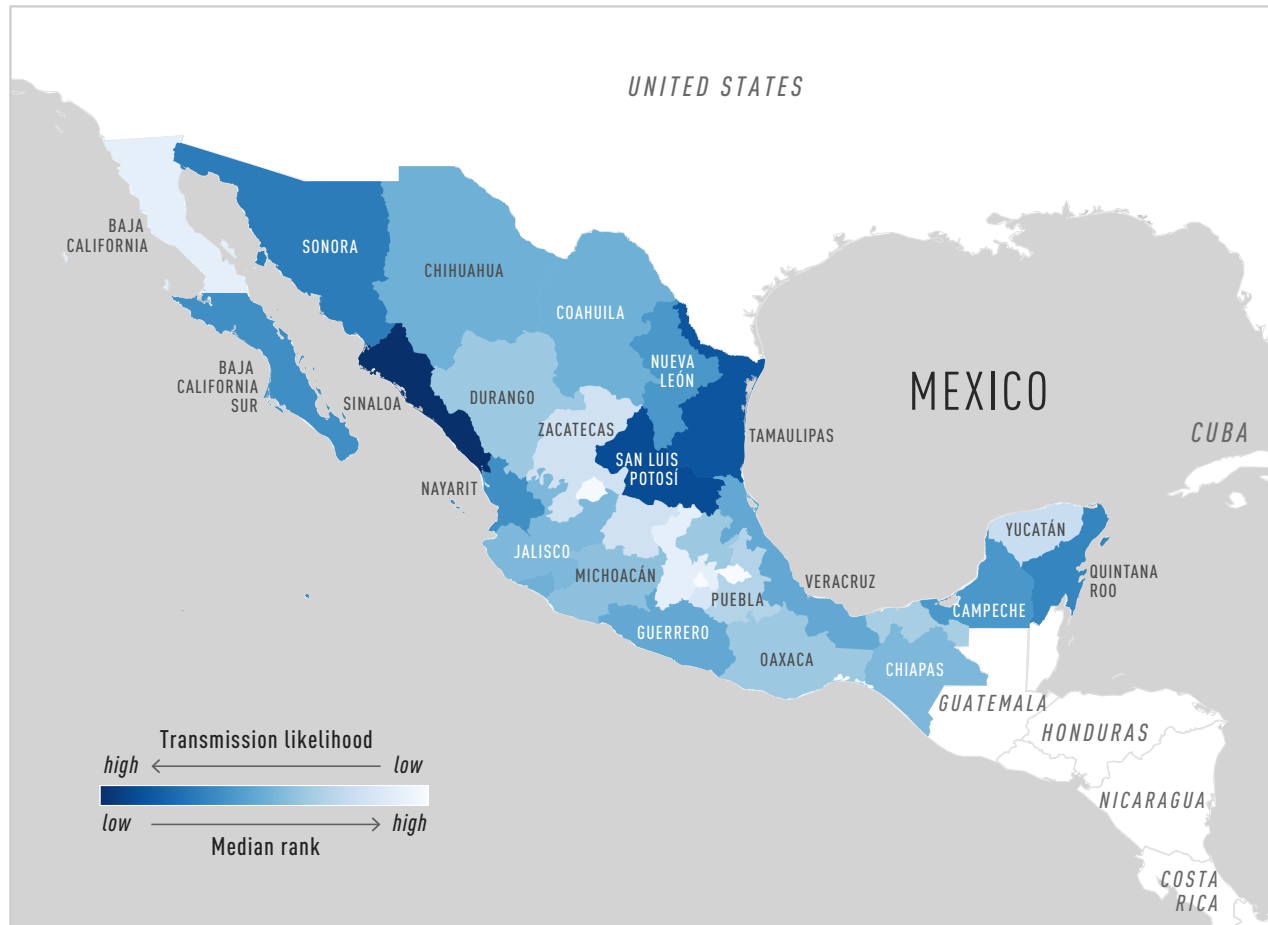 UNITED STATES
BAJA
CALIFORNIA
SONORA
CHIHUAHUA
COAHUILA
NUEVA
LEÓN
BAJA
CALIFORNIA
SUR
SINALOA
DURANGO
ZACATECAS
TAMAULIPAS
MEXICO
CUBA
SAN LUIS
POTOSÍ
NAYARIT
YUCATÁN
JALISCO
MICHOACÁN
PUEBLA
VERACRUZ
QUINTANA
ROO
CAMPECHE
GUERRERO
OAXACA
CHIAPAS
GUATEMALA
HONDURAS
NICARAGUA
COSTA
RICA
Transmission likelihood
high low
low high
Median rank